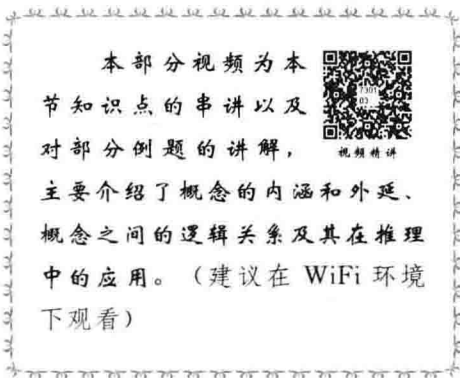 本部分视频为本
节知识点的串讲以及
对部分例题的讲解，
7301
03
视频精讲
主要介绍了概念的内涵和外延、
概念之间的逻辑关系及其在推理
中的应用。（建议在 WiFi 环境
下观看）